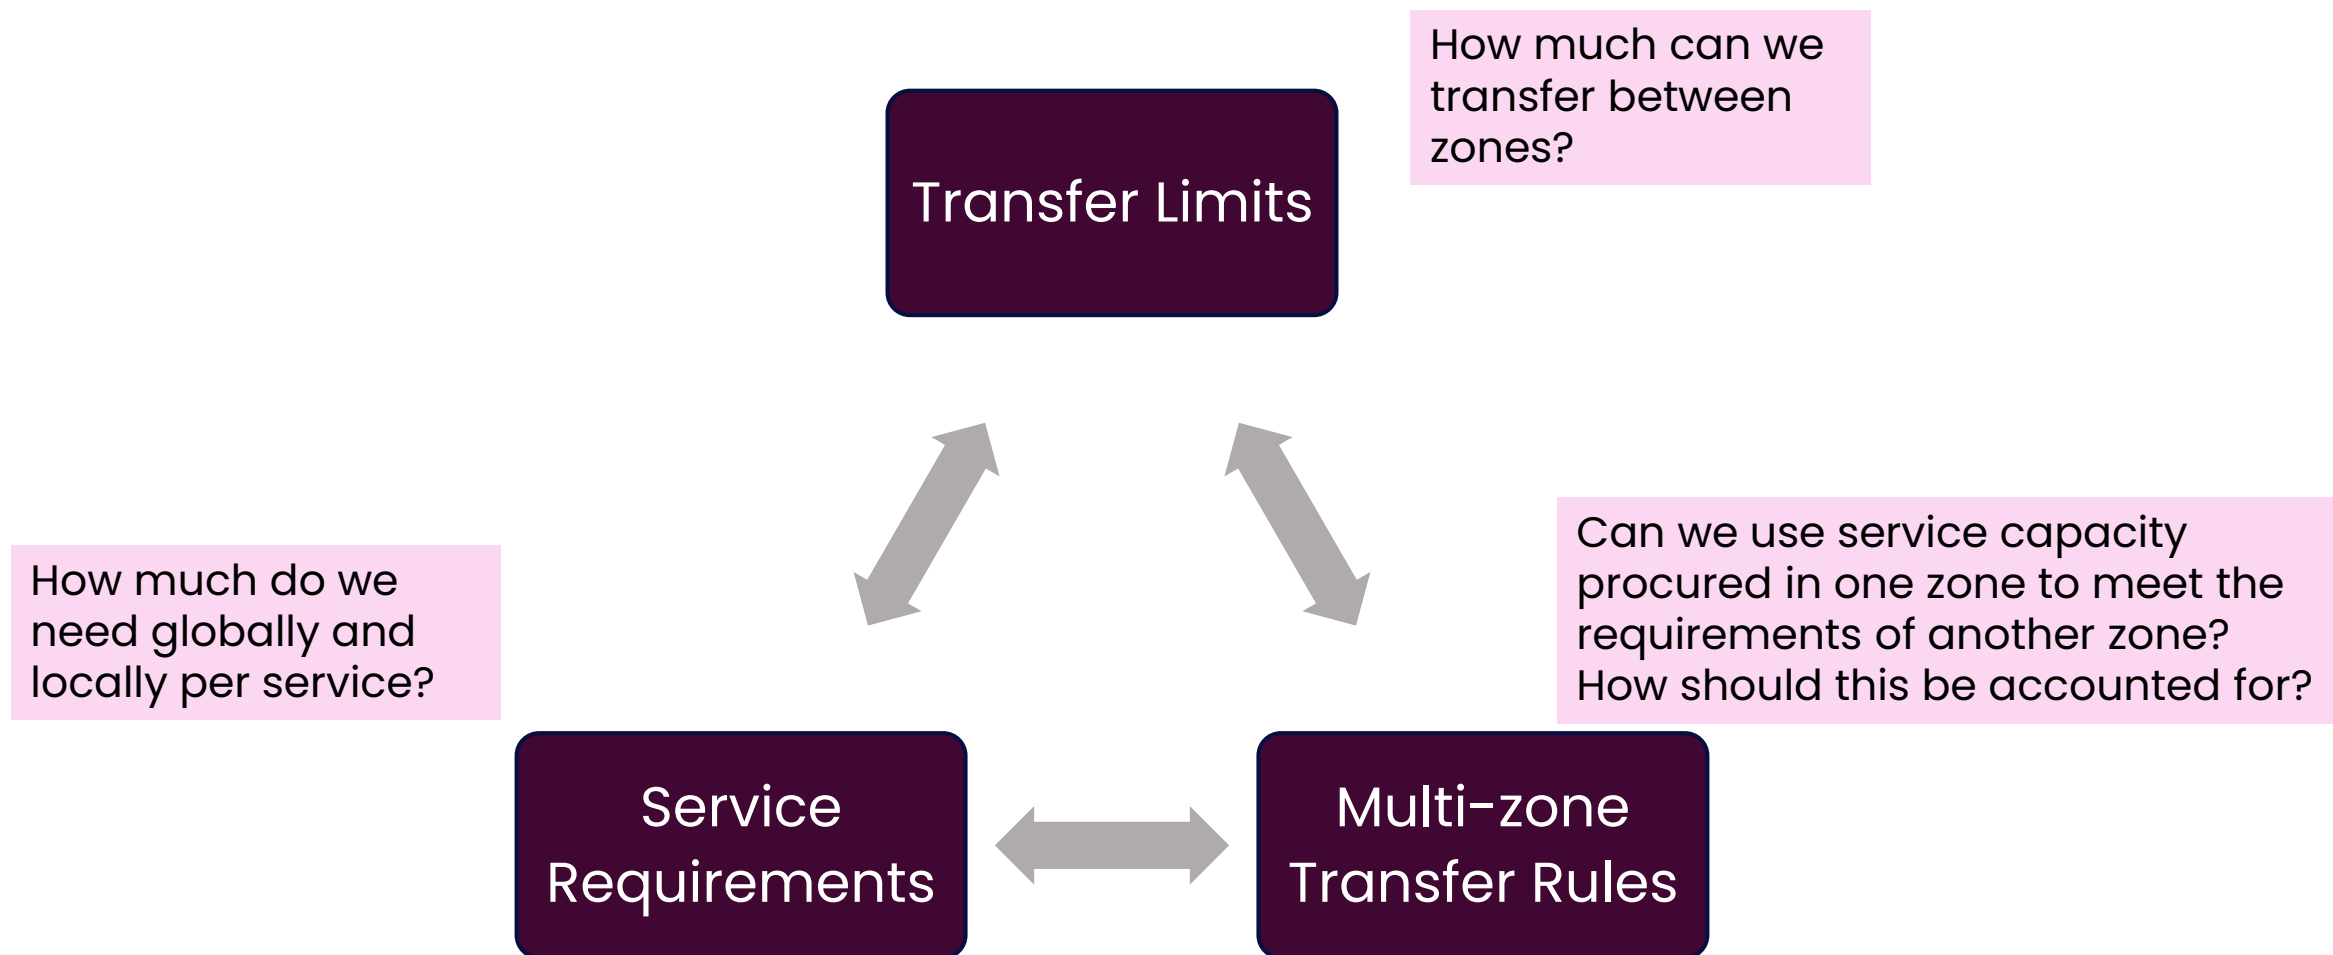 How much can we
transfer between
zones?
Transfer Limits
How much do we
need globally and
locally per service?
Can we use service capacity
procured in one zone to meet the
requirements of another zone?
How should this be accounted for?
Service
Requirements
Multi-zone
Transfer Rules